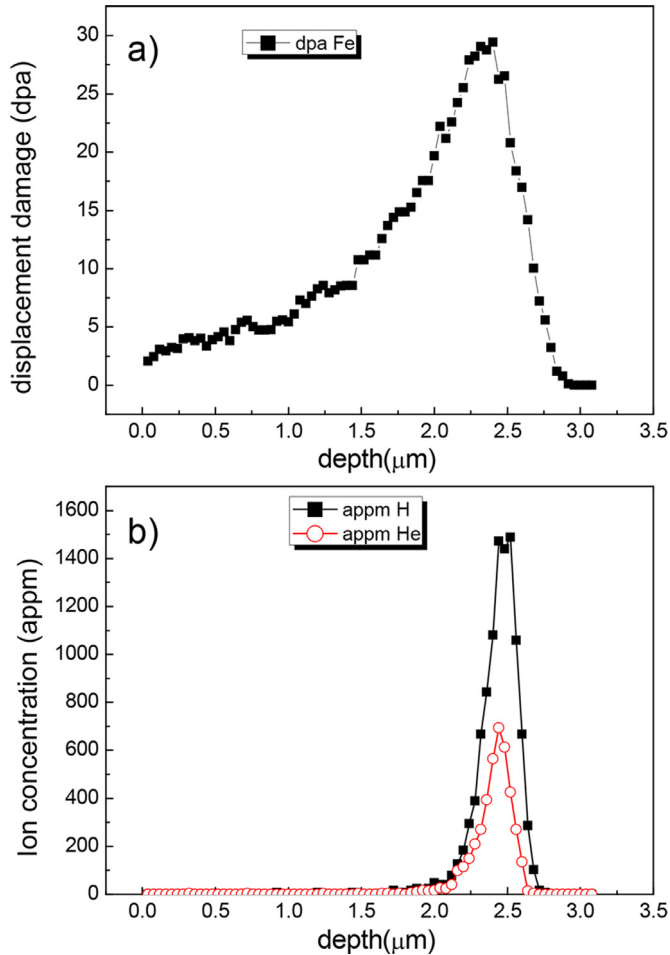 a)
dpa Fe
displacement damage (dpa)
30
25
20
15
10
5
0
0.0 0.5 1.0 1.5 2.0 2.5 3.0 3.5
depth(μm)
b)
appm H
appm He
Ion concentration (appm)
1600
1400
1200
1000
800
600
400
200
0
0.0 0.5 1.0 1.5 2.0 2.5 3.0 3.5
depth(μm)